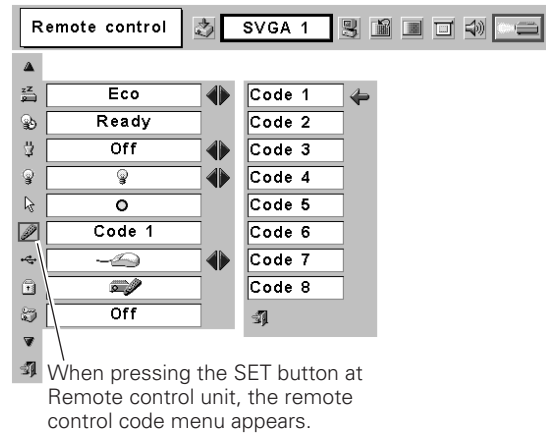 Remote control
SVGA 1
Eco
Ready
Off
Code 1
Off
Code 1
Code 2
Code 3
Code 4
Code 5
Code 6
Code 7
Code 8
When pressing the SET button at
Remote control unit, the remote
control code menu appears.